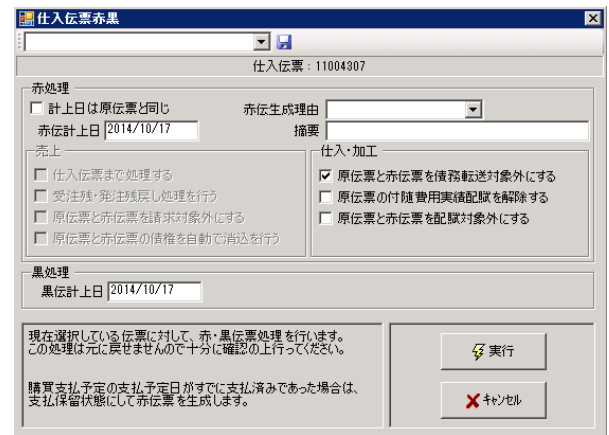 仕入伝票赤黒
仕入伝票：11004307
赤処理
計上日は原伝票と同じ
赤伝生成理由
赤伝計上日 2014/10/17
摘要
売上
仕入伝票まで処理する
受注残・発注残戻し処理を行う
原伝票と赤伝票を請求対象外にする
原伝票と赤伝票の債権を自動で消込を行う
仕入・加工
原伝票と赤伝票を債務転送対象外にする
原伝票の付随費用実績配賦を解除する
原伝票と赤伝票を配賦対象外にする
黒処理
黒伝計上日 2014/10/17
現在選択している伝票に対して、赤・黒伝票処理を行います。
この処理は元に戻せませんので十分に確認の上行ってください。
購買支払予定の支払予定日がすでに支払済みであった場合は、
支払保留状態にして赤伝票を生成します。
実行
キャンセル